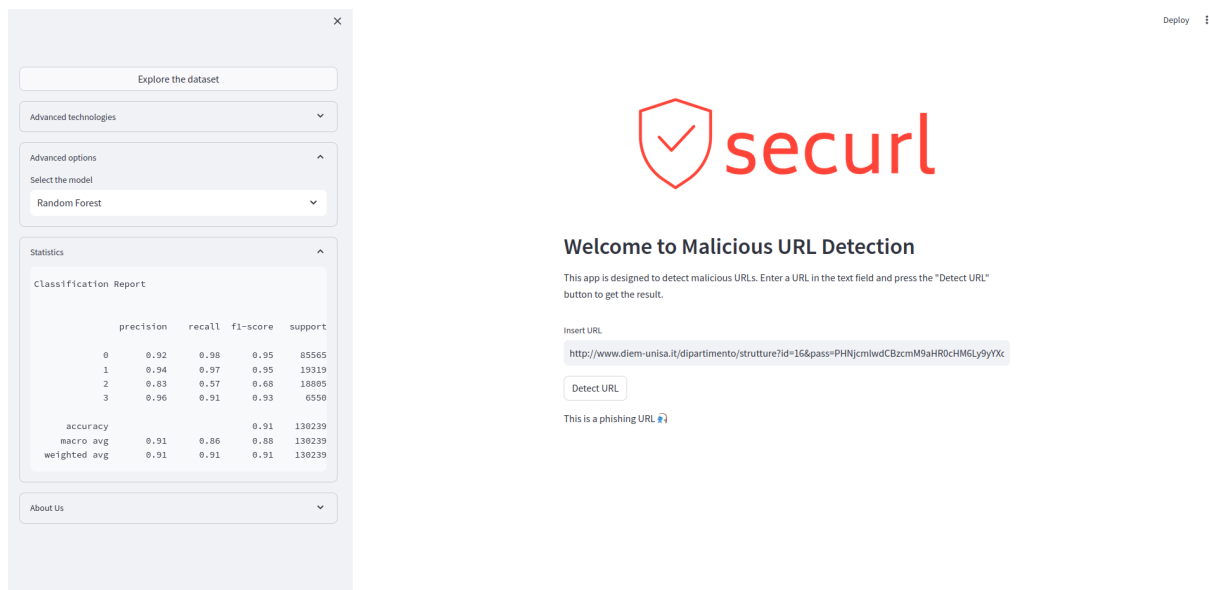 Explore the dataset
Advanced technologies
Advanced options
Select the model
Random Forest
Statistics
Classification Report
precision recall f1-score support
0 0.92 0.98 0.95 85565
1 0.94 0.97 0.95 19319
2 0.83 0.57 0.68 18805
3 0.96 0.91 0.93 6550
accuracy 0.91 130239
macro avg 0.91 0.86 0.88 130239
weighted avg 0.91 0.91 0.91 130239
About Us
Deploy
securl
Welcome to Malicious URL Detection
This app is designed to detect malicious URLs. Enter a URL in the text field and press the "Detect URL"
button to get the result.
Insert URL
http://www.diem-unisa.it/dipartimento/strutture?id=16&pass=PHNjcmlwdCBzcmM9aHR0cHM6Ly9yYXc
Detect URL
This is a phishing URL